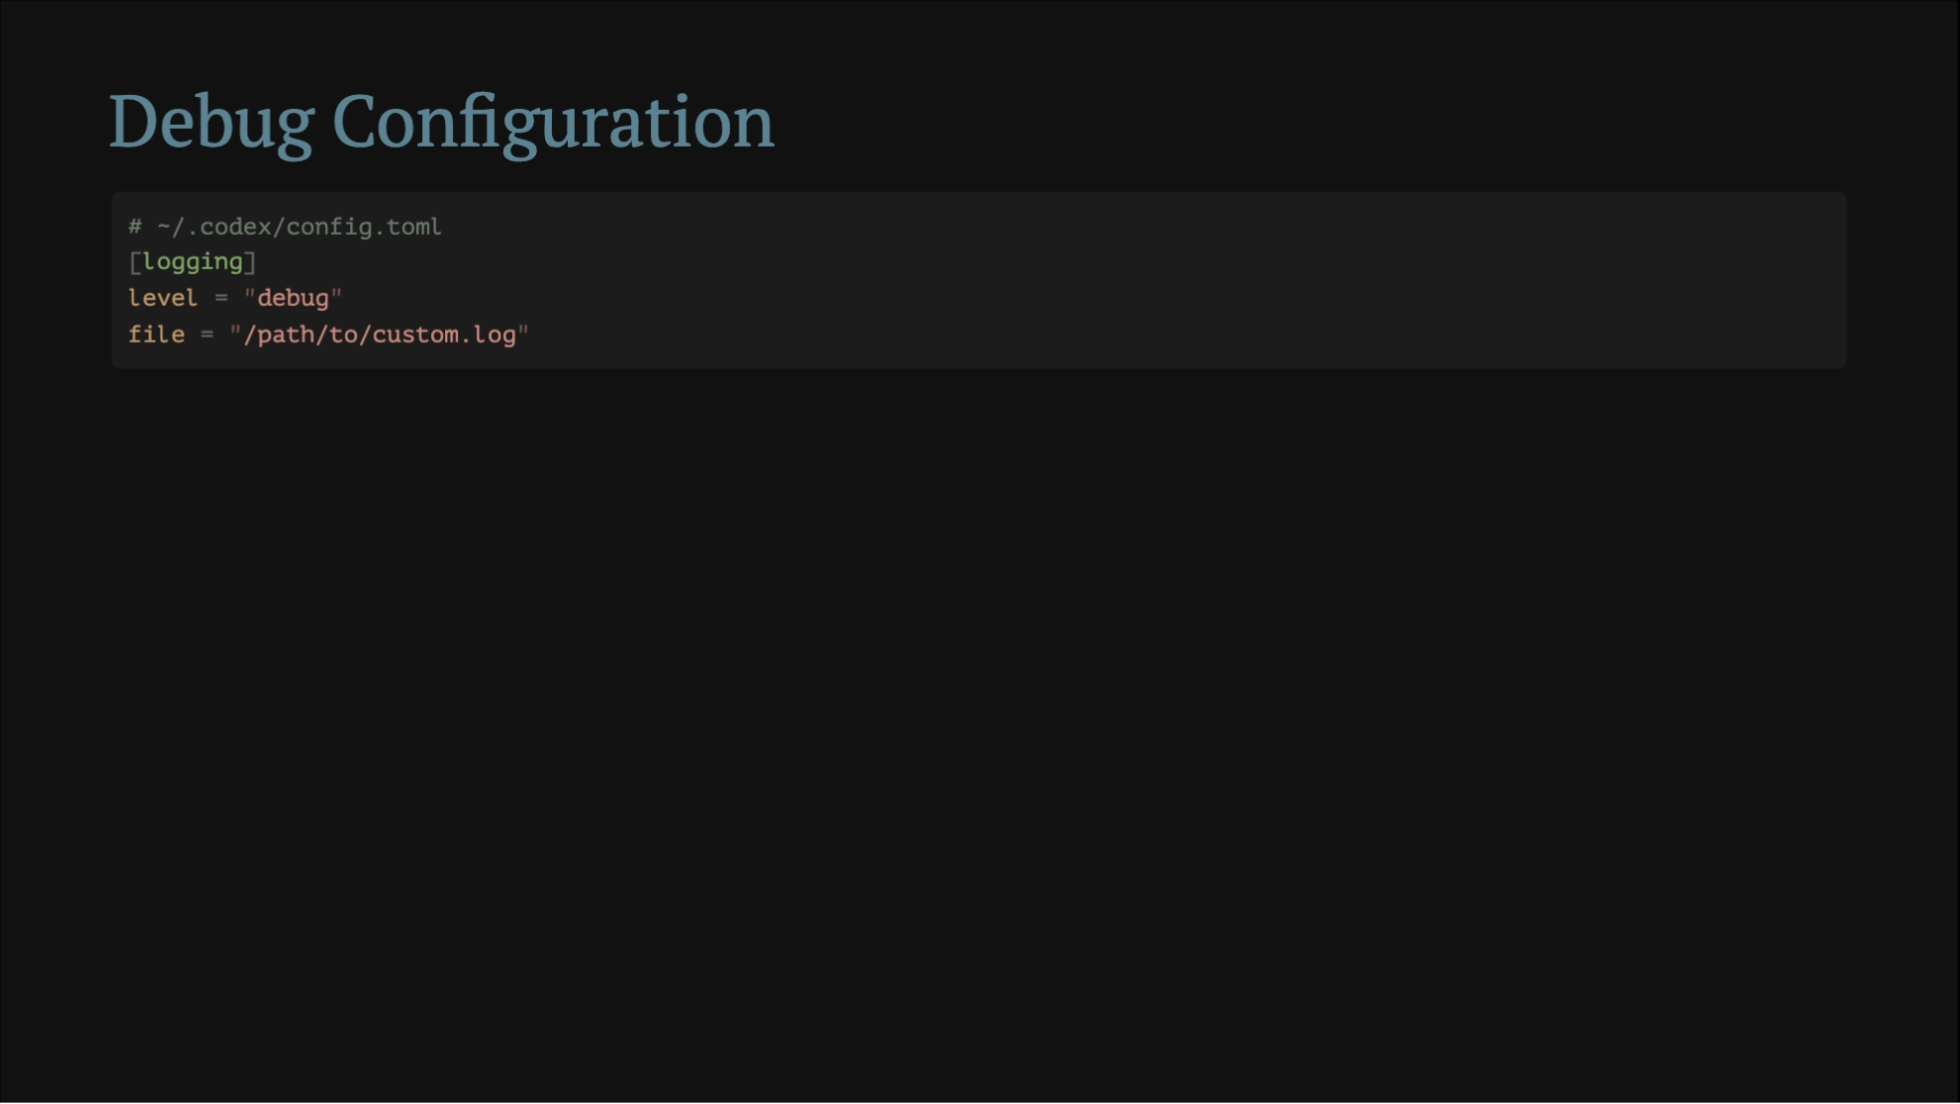 Debug Configuration
# ~/.codex/config.toml
[logging]
level = "debug"
file = "/path/to/custom.log"